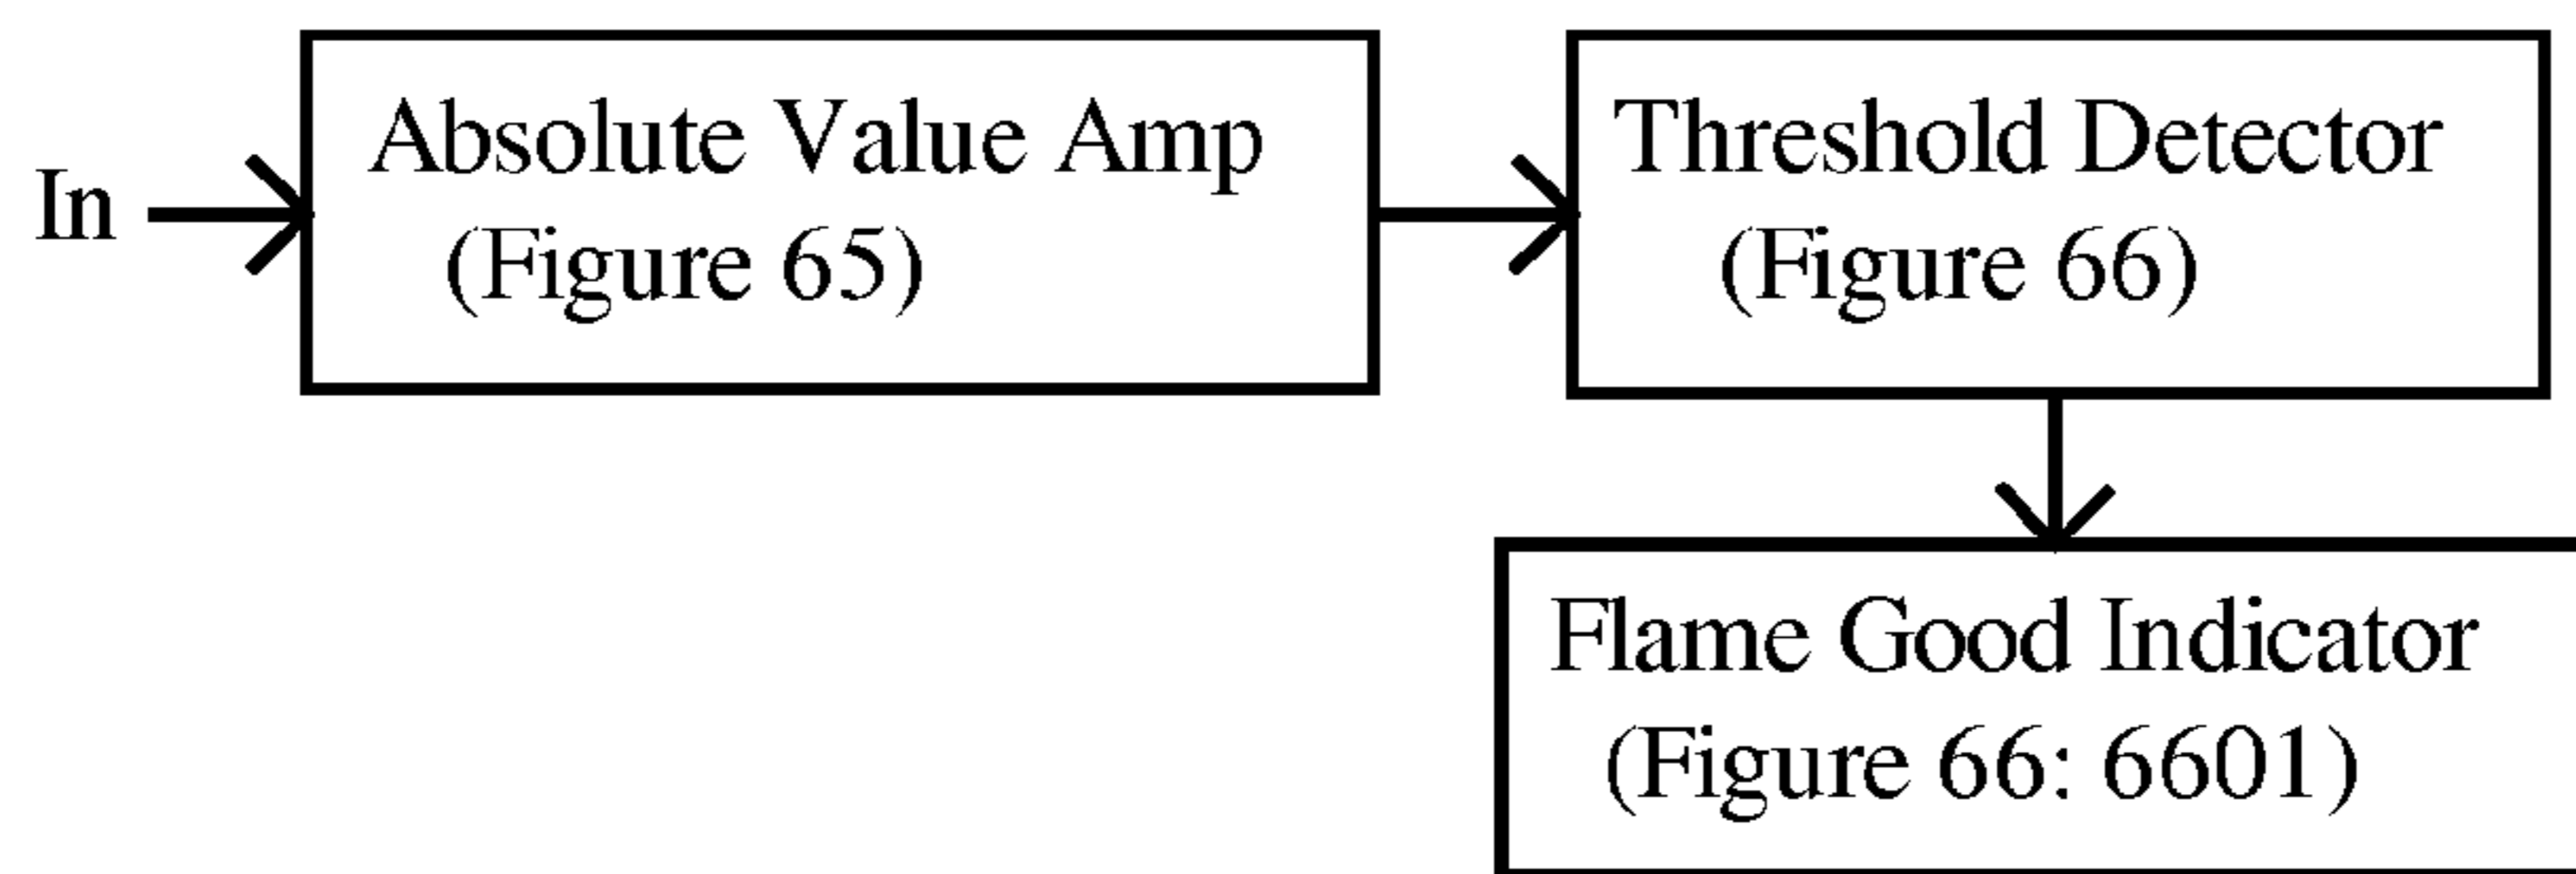 In
Absolute Value Amp
(Figure 65)
Threshold Detector
(Figure 66)
Flame Good Indicator
(Figure 66: 6601)